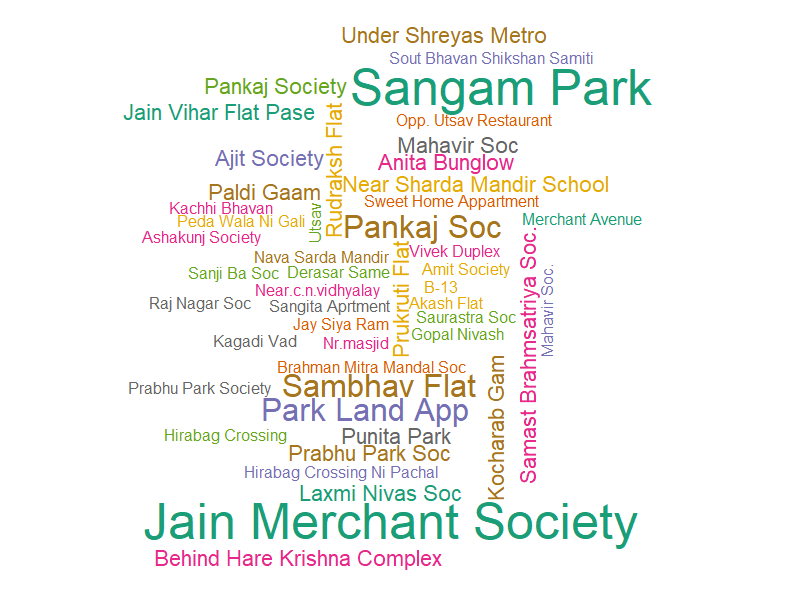 Under Shreyas Metro
Sout Bhavan Shikshan Samiti
Sangam Park
Pankaj Society
Jain Vihar Flat Pase
Rudraksh Flat
Opp. Utsav Restaurant
Mahavir Soc
Ajit Society
Anita Bunglow
Near Sharda Mandir School
Paldi Gaam
Sweet Home Appartment
Kachhi Bhavan
Peda Wala Ni Gali
Utsav
Pankaj Soc
Merchant Avenue
Ashakunj Society
Vivek Duplex
Nava Sarda Mandir
Sanji Ba Soc
Derasar Same
Prukruti Flat
Amit Society
Samast Brahmsatriya Soc.
Mahavir Soc.
Near.c.n.vidhyalay
B-13
Raj Nagar Soc
Sangita Aprtment
Akash Flat
Jay Siya Ram
Saurastra Soc
Kagadi Vad
Nr.masjid
Gopal Nivash
Brahman Mitra Mandal Soc
Prabhu Park Society
Sambhav Flat
Kocharab Gam
Park Land App
Hirabag Crossing
Punita Park
Prabhu Park Soc
Hirabag Crossing Ni Pachal
Laxmi Nivas Soc
Jain Merchant Society
Behind Hare Krishna Complex